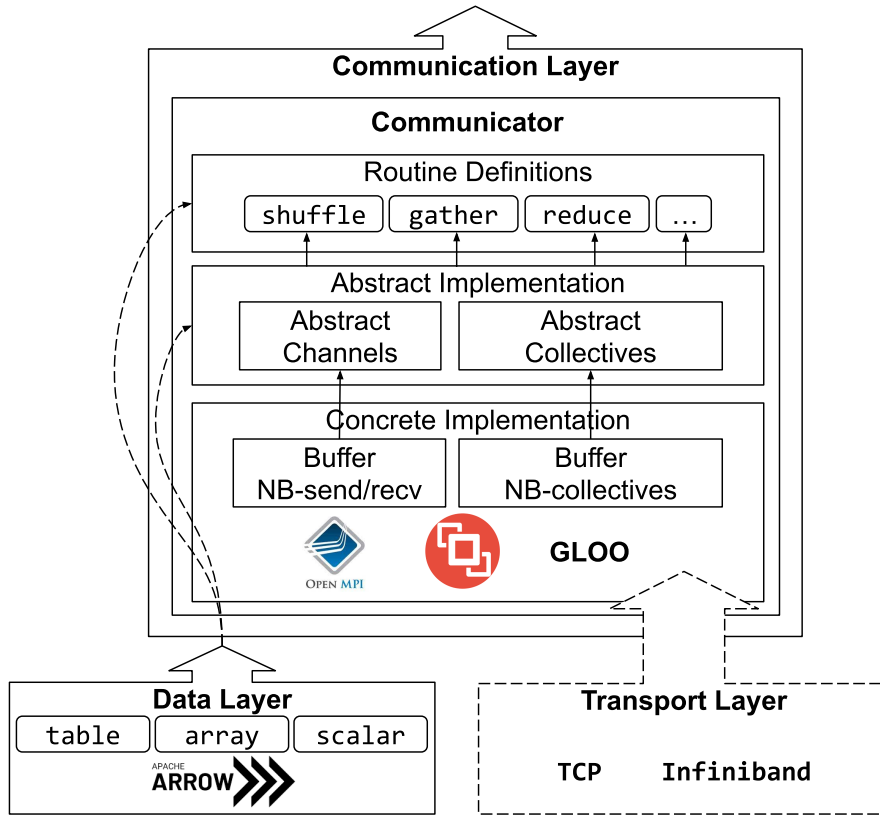 Communication Layer
Communicator
Routine Definitions
shuffle gather reduce ...
Abstract Implementation
Abstract Channels
Abstract Collectives
Concrete Implementation
Buffer NB-send/recv
Buffer NB-collectives
OPEN MPI
GLOO
Data Layer
table array scalar
APACHE
ARROW
Transport Layer
TCP Infiniband